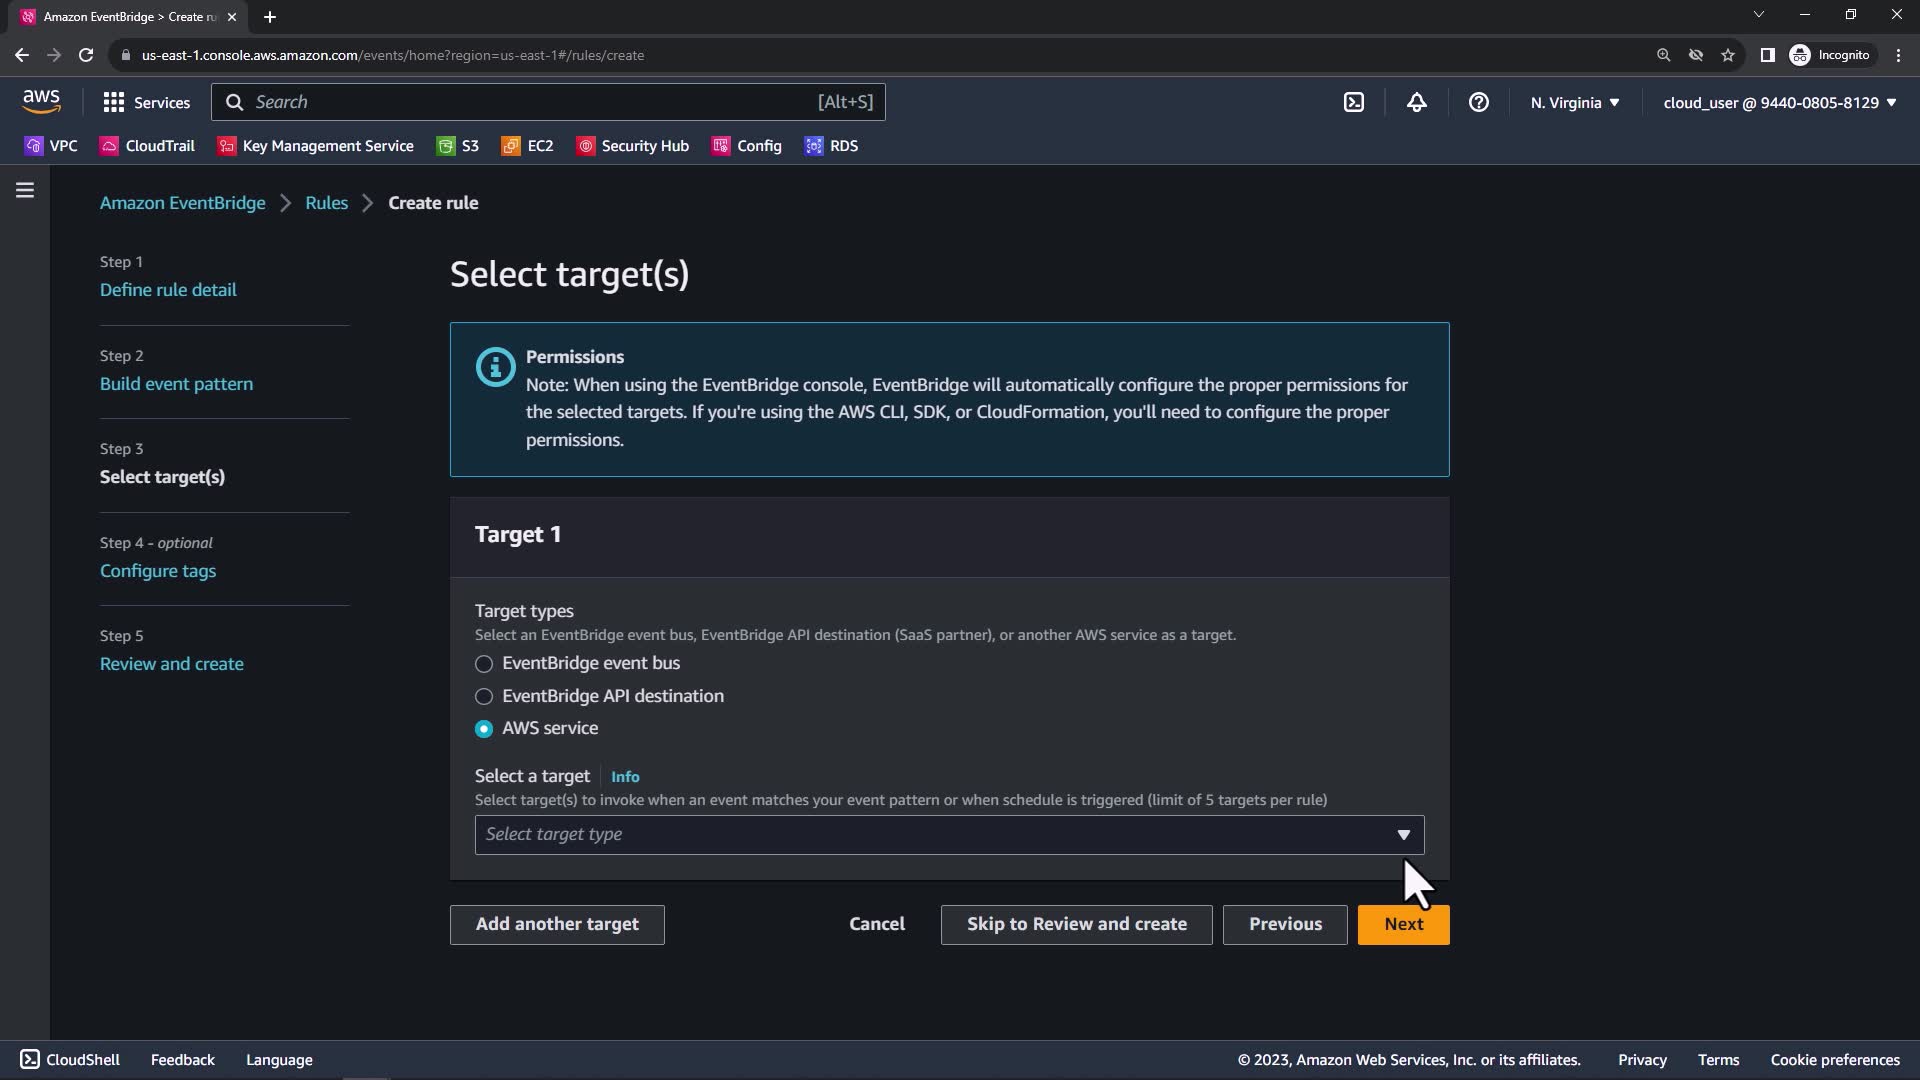 Amazon EventBridge > Create ru
us-east-1.console.aws.amazon.com/events/home?region=us-east-1#/rules/create
Incognito
aws
Services
Search
[Alt+S]
N. Virginia
cloud_user @ 9440-0805-8129
VPC
CloudTrail
Key Management Service
S3
EC2
Security Hub
Config
RDS
Amazon EventBridge
Rules
Create rule
Step 1
Define rule detail
Step 2
Build event pattern
Step 3
Select target(s)
Step 4 - optional
Configure tags
Step 5
Review and create
Select target(s)
Permissions
Note: When using the EventBridge console, EventBridge will automatically configure the proper permissions for
the selected targets. If you're using the AWS CLI, SDK, or CloudFormation, you'll need to configure the proper
permissions.
Target 1
Target types
Select an EventBridge event bus, EventBridge API destination (SaaS partner), or another AWS service as a target.
EventBridge event bus
EventBridge API destination
AWS service
Select a target
Info
Select target(s) to invoke when an event matches your event pattern or when schedule is triggered (limit of 5 targets per rule)
Select target type
Add another target
Cancel
Skip to Review and create
Previous
Next
CloudShell
Feedback
Language
© 2023, Amazon Web Services, Inc. or its affiliates.
Privacy
Terms
Cookie preferences